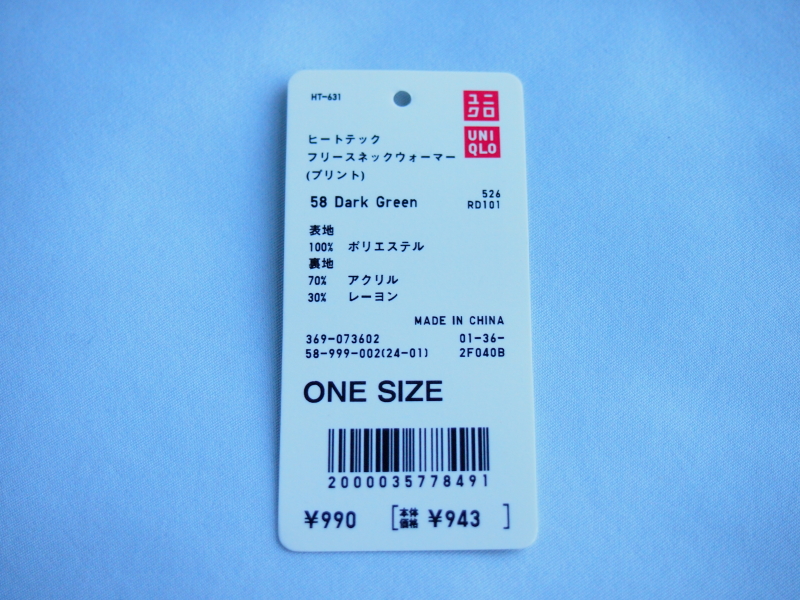 HT-631
ユニ
クロ
UNI
QLO
ヒートテック
フリースネックウォーマー
(プリント)
58 Dark Green
526
RD101
表地
100% ポリエステル
裏地
70% アクリル
30% レーヨン
MADE IN CHINA
369-073602 01-36-
58-999-002(24-01) 2F040B
ONE SIZE
2000035778491
¥990 [本体価格 ¥943 ]